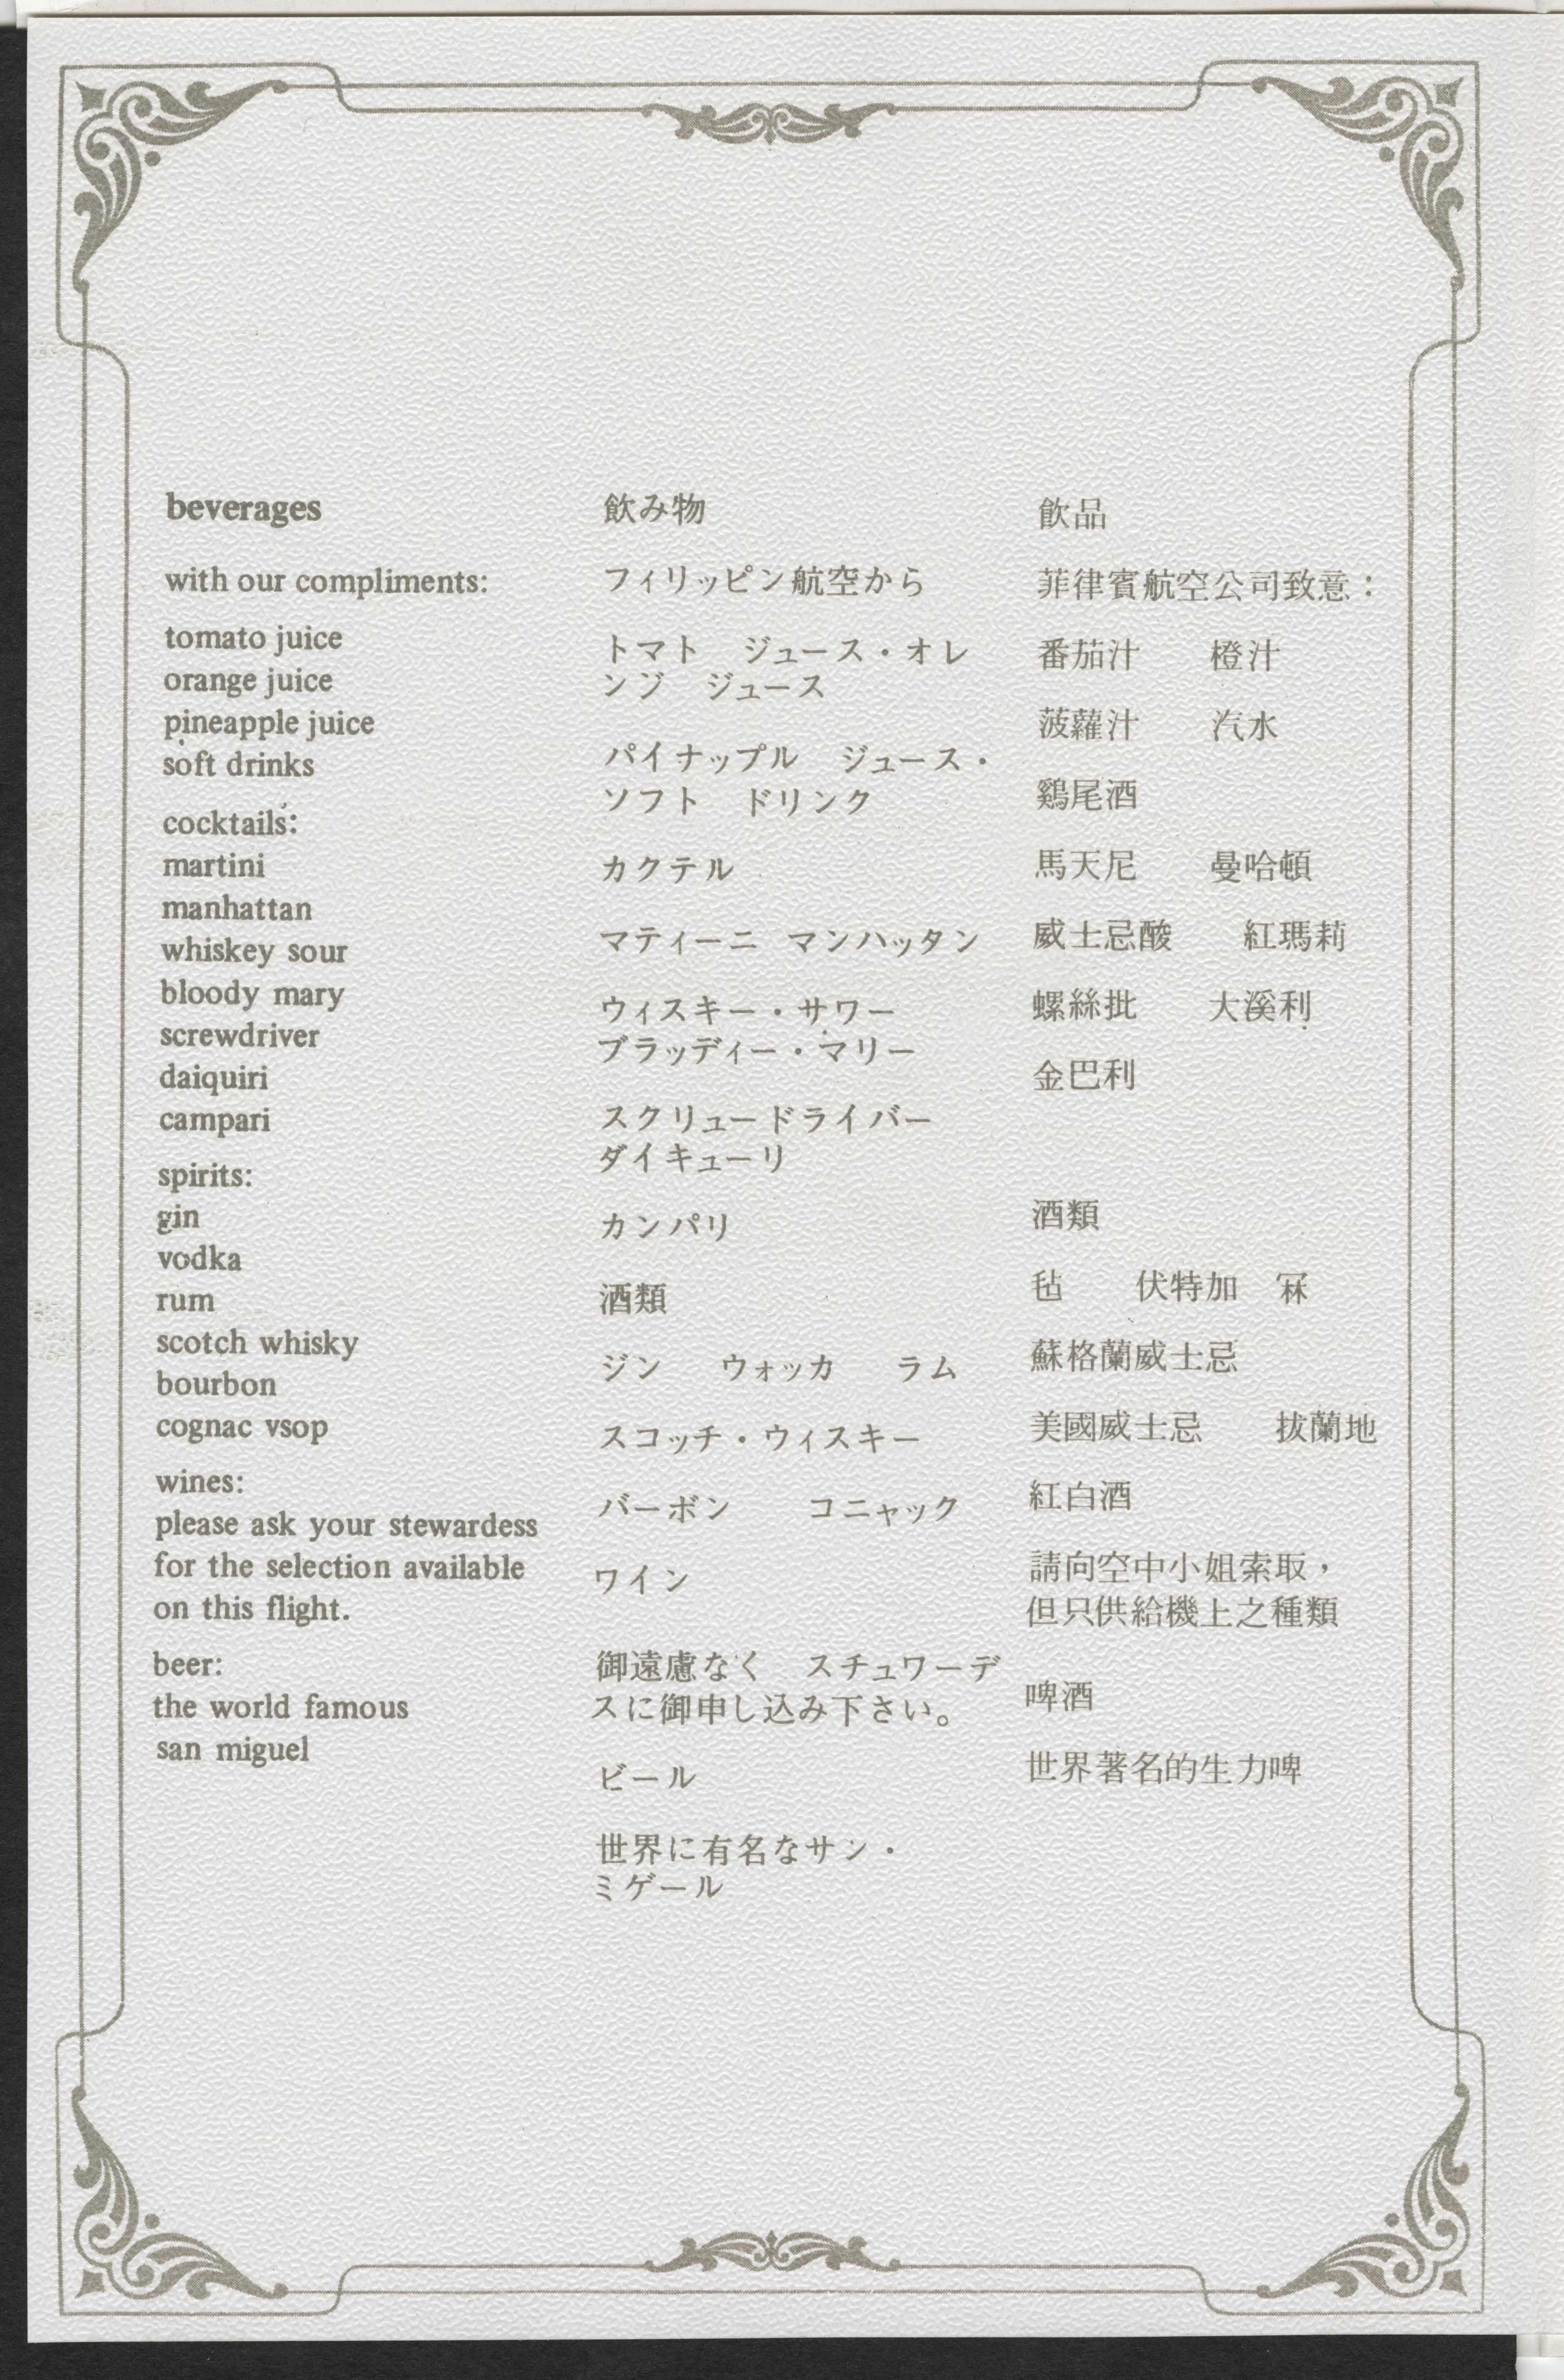 beverages
with our compliments:
tomato juice
orange juice
pineapple juice
soft drinks
cocktails:
martini
manhattan
whiskey sour
bloody mary
screwdriver
daiquiri
campari
spirits:
gin
vodka
rum
scotch whisky
bourbon
cognac vsop
wines:
please ask your stewardess
for the selection available
on this flight.
beer:
the world famous
san miguel
飲み物
フィリッピン航空から
トマト ジュース・オレ
ンジ ジュース
パイナップル ジュース・
ソフト ドリンク
カクテル
マティーニ マンハッタン
ウィスキー・サワー
ブラッディー・マリー
スクリュードライバー
ダイキューリ
カンパリ
酒類
ジン ウォッカ ラム
スコッチ・ウィスキー
バーボン コニャック
ワイン
御遠慮なく スチュワーデ
スに御申し込み下さい。
ビール
世界に有名なサン・
ミゲール
飲品
菲律賓航空公司致意：
番茄汁 橙汁
菠蘿汁 汽水
鷄尾酒
馬天尼 曼哈頓
威士忌酸 紅瑪莉
螺絲批 大溪利
金巴利
酒類
毡 伏特加 冧
蘇格蘭威士忌
美國威士忌 拔蘭地
紅白酒
請向空中小姐索取，
但只供給機上之種類
啤酒
世界著名的生力啤